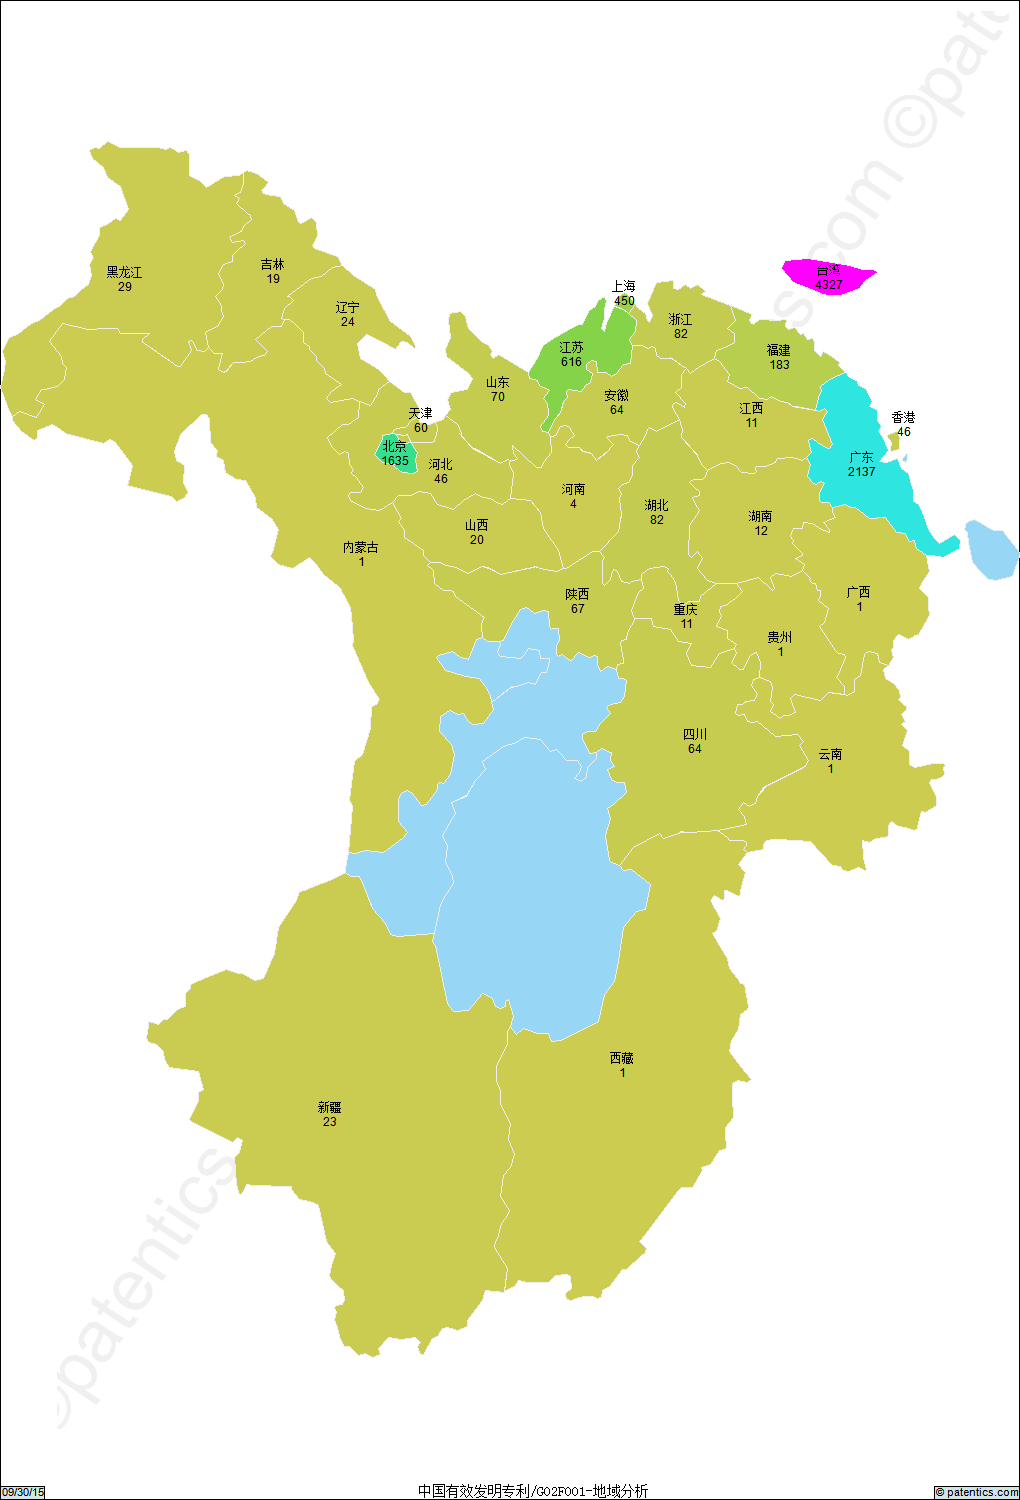 ©patentics.com ©patentics.com
黑龙江
29
吉林
19
辽宁
24
台湾
4327
上海
450
浙江
82
江苏
616
福建
183
山东
70
安徽
64
江西
11
天津
60
香港
46
北京
1635
河北
46
广东
2137
河南
4
湖北
82
湖南
12
山西
20
内蒙古
1
陕西
67
重庆
11
广西
1
贵州
1
四川
64
云南
1
西藏
1
新疆
23
09/30/15
中国有效发明专利/G02F001-地域分析
© patentics.com